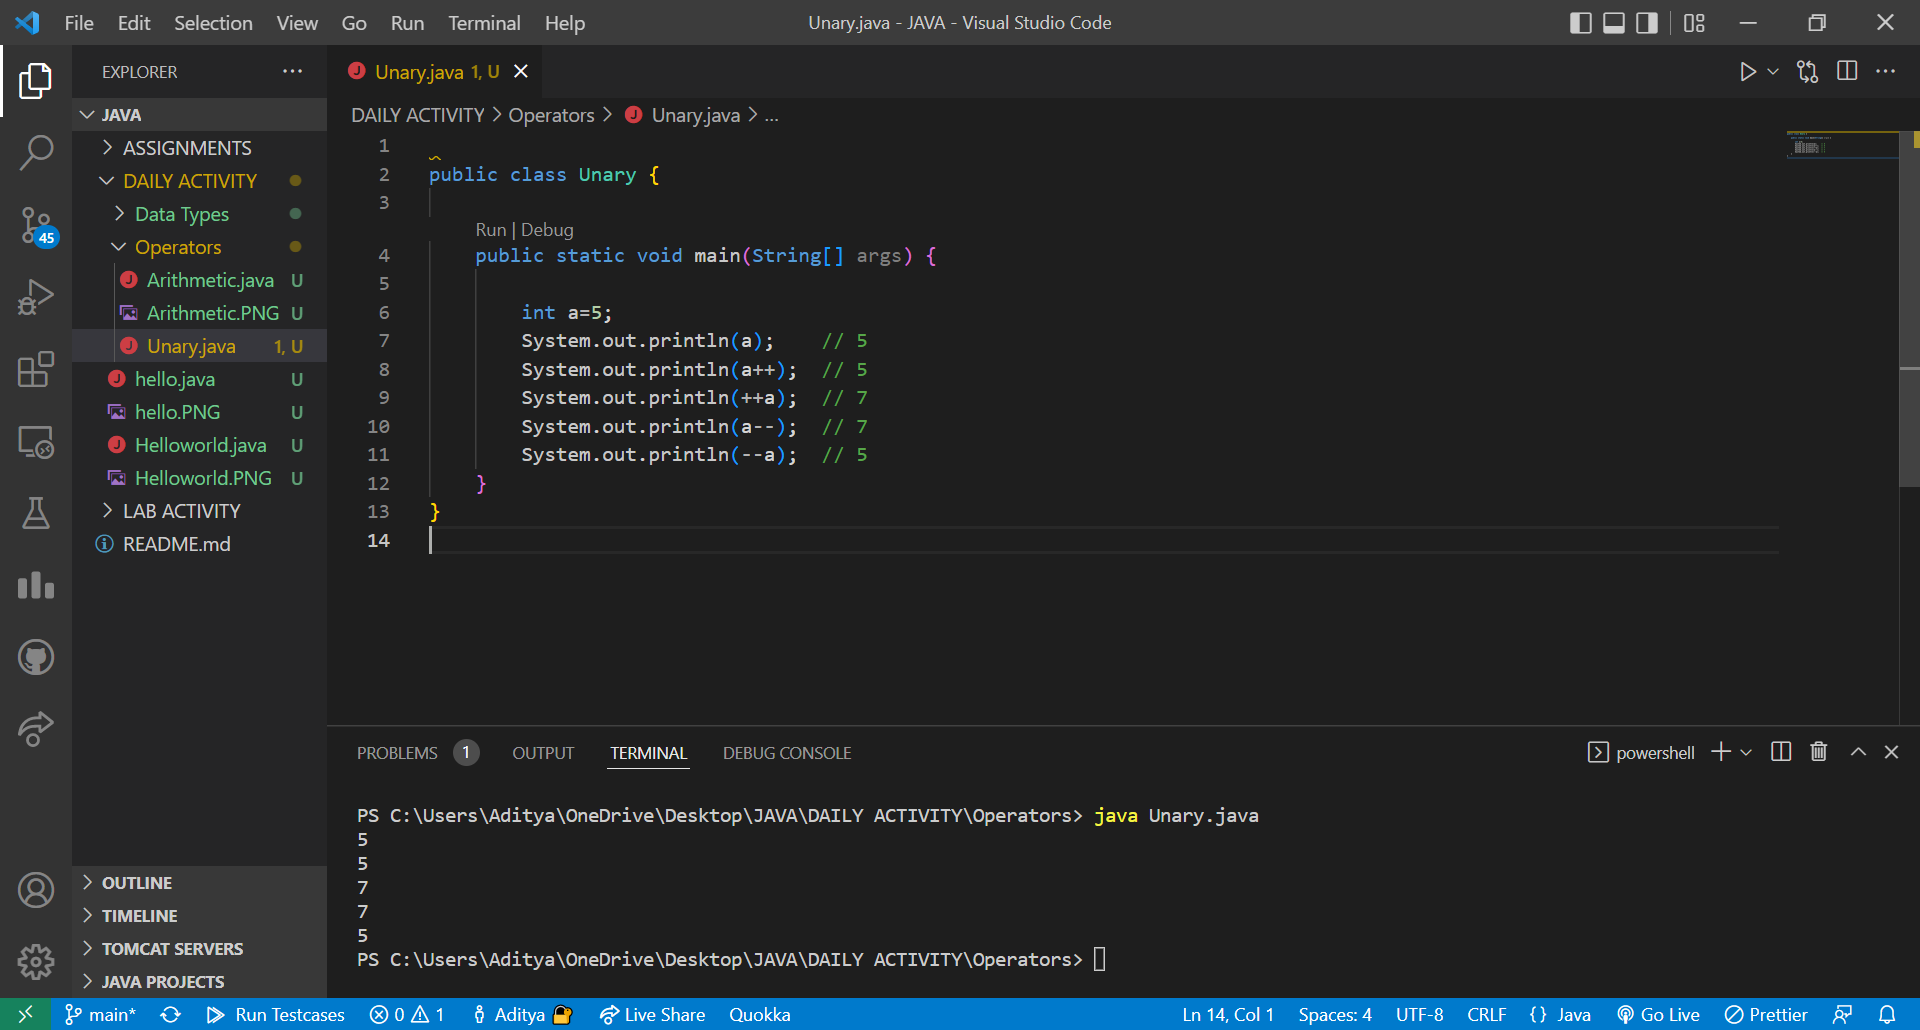 File Edit Selection View Go Run Terminal Help
Unary.java - JAVA - Visual Studio Code
EXPLORER
JAVA
ASSIGNMENTS
DAILY ACTIVITY
Data Types
Operators
Arithmetic.java U
Arithmetic.PNG U
Unary.java 1, U
hello.java U
hello.PNG U
Helloworld.java U
Helloworld.PNG U
LAB ACTIVITY
README.md
OUTLINE
TIMELINE
TOMCAT SERVERS
JAVA PROJECTS
45
Unary.java 1, U
DAILY ACTIVITY > Operators > Unary.java > ...
1
2 public class Unary {
3
Run | Debug
4 public static void main(String[] args) {
5
6 int a=5;
7 System.out.println(a); // 5
8 System.out.println(a++); // 5
9 System.out.println(++a); // 7
10 System.out.println(a--); // 7
11 System.out.println(--a); // 5
12 }
13 }
14
PROBLEMS 1 OUTPUT TERMINAL DEBUG CONSOLE
powershell
PS C:\Users\Aditya\OneDrive\Desktop\JAVA\DAILY ACTIVITY\Operators> java Unary.java
5
5
7
7
5
PS C:\Users\Aditya\OneDrive\Desktop\JAVA\DAILY ACTIVITY\Operators>
main* Run Testcases 0 1 Aditya Live Share Quokka
Ln 14, Col 1 Spaces: 4 UTF-8 CRLF {} Java Go Live Prettier